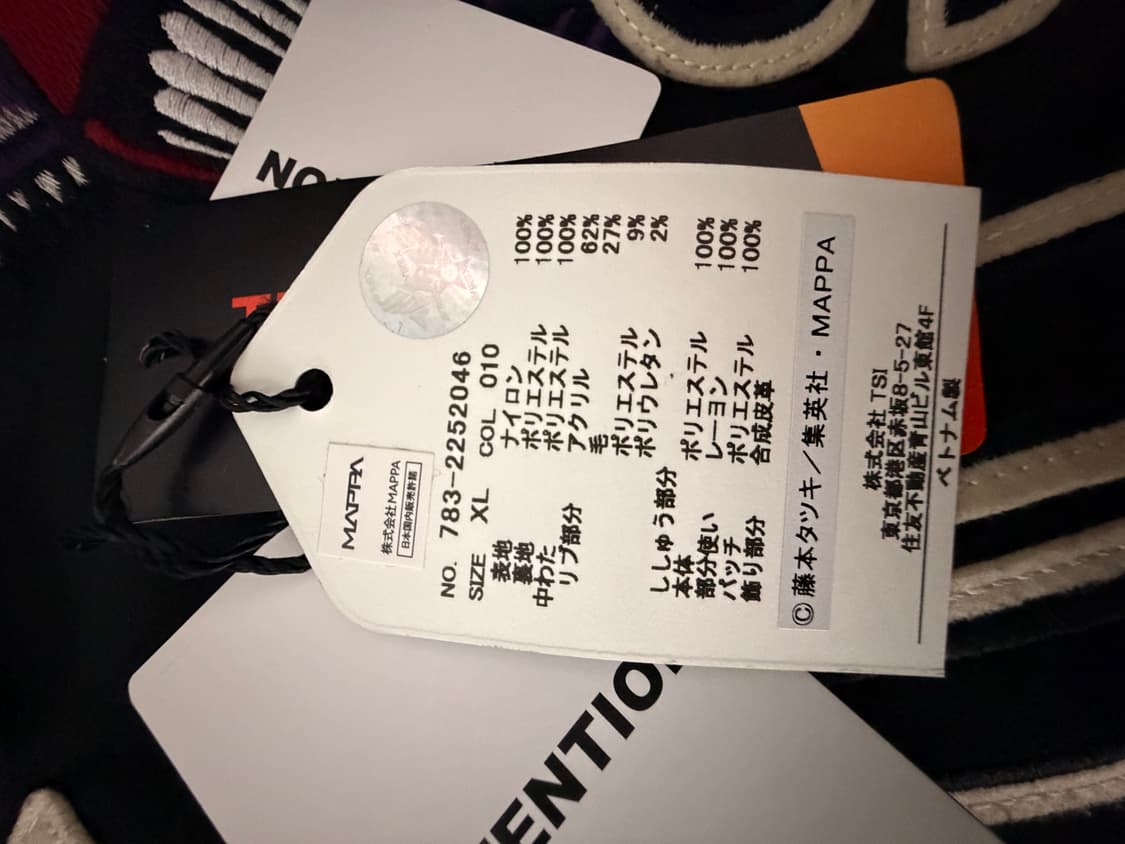 MAPPA
株式会社MAPPA
日本国内販売許諾
NO. 783-2252046
SIZE XL COL 010
表地 ナイロン 100%
裏地 ポリエステル 100%
中わた ポリエステル 100%
リブ部分 アクリル 62%
毛 27%
ポリエステル 9%
ポリウレタン 2%
ししゅう部分
本体 ポリエステル 100%
部分使い レーヨン 100%
パッチ ポリエステル 100%
飾り部分 合成皮革
©藤本タツキ／集英社・MAPPA
株式会社 TSI
東京都港区赤坂8-5-27
住友不動産青山ビル東館4F
ベトナム製
NO
TENTION